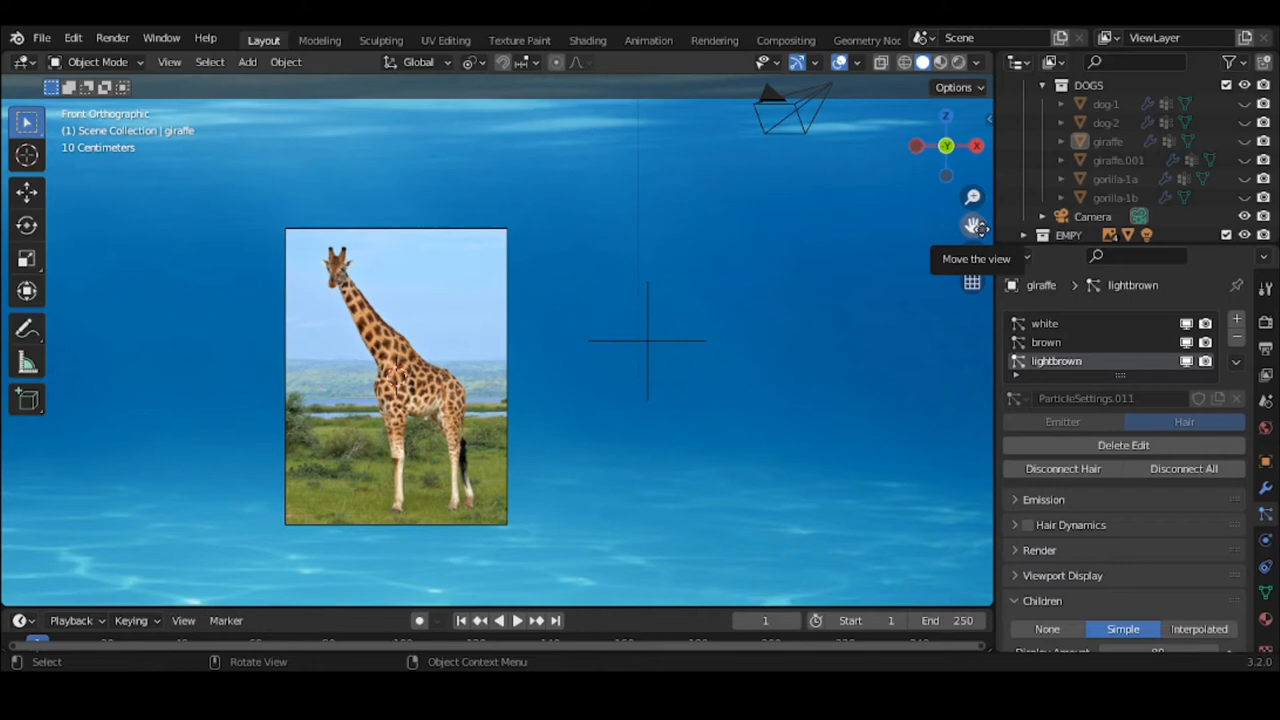 File Edit Render Window Help Layout Modeling Sculpting UV Editing Texture Paint Shading Animation Rendering Compositing Geometry Noc Scene ViewLayer
Object Mode View Select Add Object Global
Options
Front Orthographic
(1) Scene Collection | giraffe
10 Centimeters
Z
Y
X
Move the view
DOGS
dog-1
dog-2
giraffe
giraffe.001
gorilla-1a
gorilla-1b
Camera
EMPY
giraffe lightbrown
white
brown
lightbrown
ParticleSettings.011
Emitter Hair
Delete Edit
Disconnect Hair Disconnect All
Emission
Hair Dynamics
Render
Viewport Display
Children
None Simple Interpolated
Playback Keying View Marker 1 Start 1 End 250
Select Rotate View Object Context Menu 3.2.0